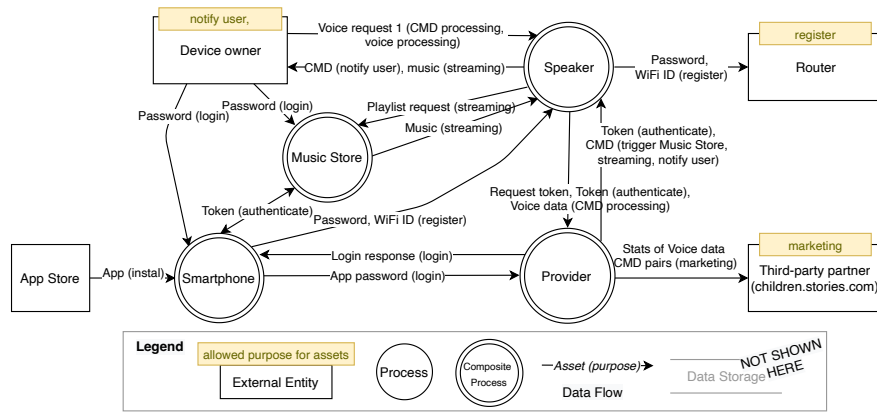 notify user,
Device owner
Voice request 1 (CMD processing,
voice processing)
CMD (notify user), music (streaming)
Speaker
Password,
WiFi ID (register)
register
Router
Password (login)
Password (login)
Playlist request (streaming)
Music (streaming)
Music Store
Token (authenticate),
CMD (trigger Music Store,
streaming, notify user)
Request token, Token (authenticate),
Voice data (CMD processing)
Token (authenticate)
Password, WiFi ID (register)
App Store
App (instal)
Smartphone
Login response (login)
App password (login)
Provider
Stats of Voice data
CMD pairs (marketing)
marketing
Third-party partner
(children.stories.com)
Legend
allowed purpose for assets
External Entity
Process
Composite
Process
Asset (purpose)
Data Flow
Data Storage
NOT SHOWN
HERE